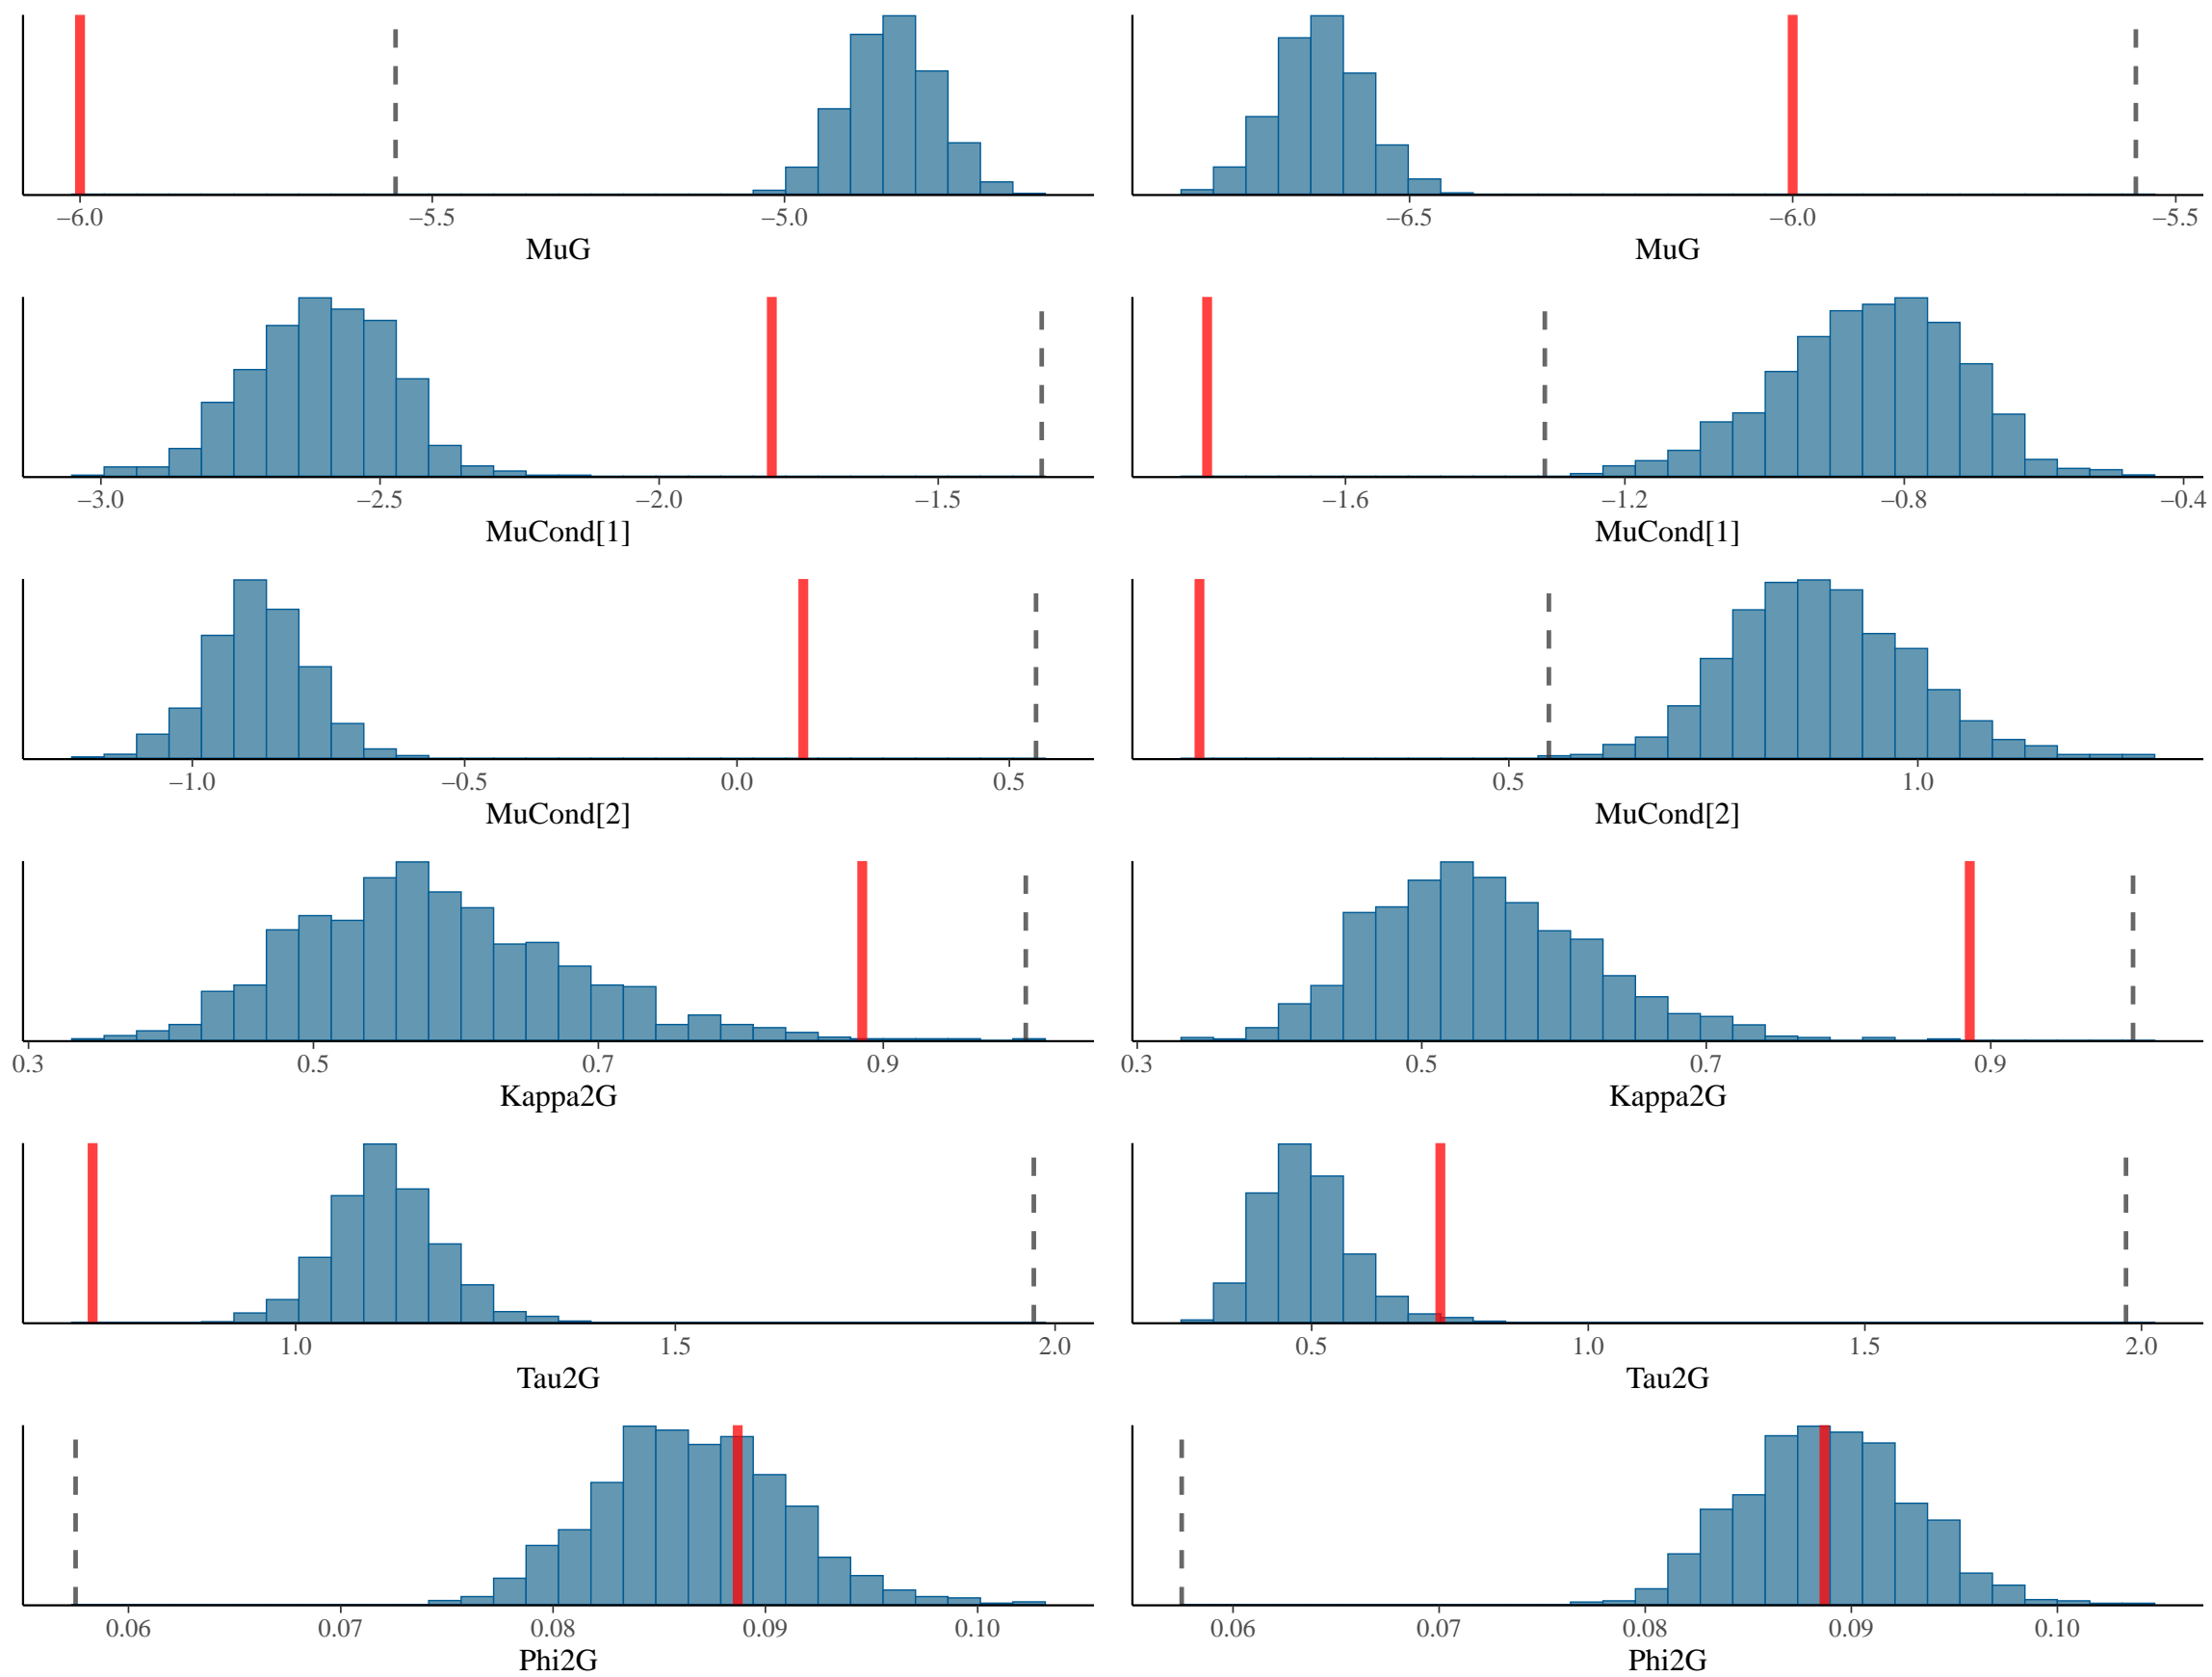 −6.0 −5.5 −5.0
MuG
−6.5 −6.0 −5.5
MuG
−3.0 −2.5 −2.0 −1.5
MuCond[1]
−1.6 −1.2 −0.8 −0.4
MuCond[1]
−1.0 −0.5 0.0 0.5
MuCond[2]
0.5 1.0
MuCond[2]
0.3 0.5 0.7 0.9
Kappa2G
0.3 0.5 0.7 0.9
Kappa2G
1.0 1.5 2.0
Tau2G
0.5 1.0 1.5 2.0
Tau2G
0.06 0.07 0.08 0.09 0.10
Phi2G
0.06 0.07 0.08 0.09 0.10
Phi2G